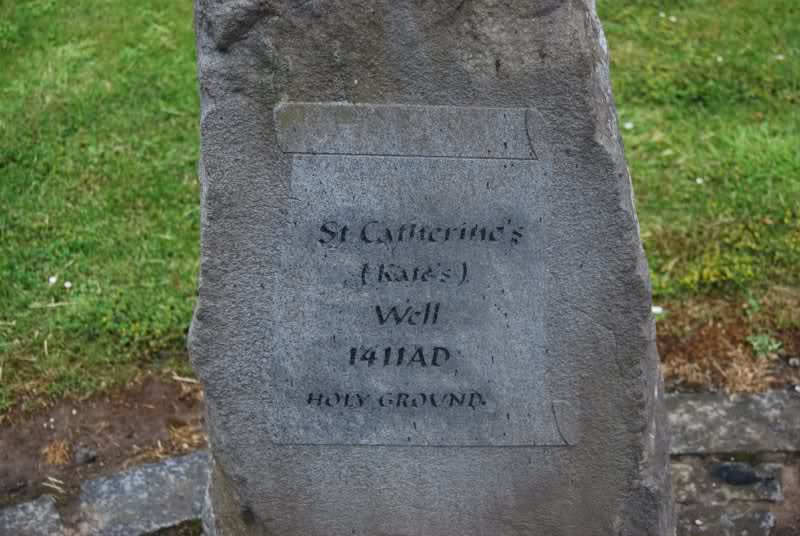 St Catherine's
(Kate's)
Well
1411AD
HOLY GROUND.